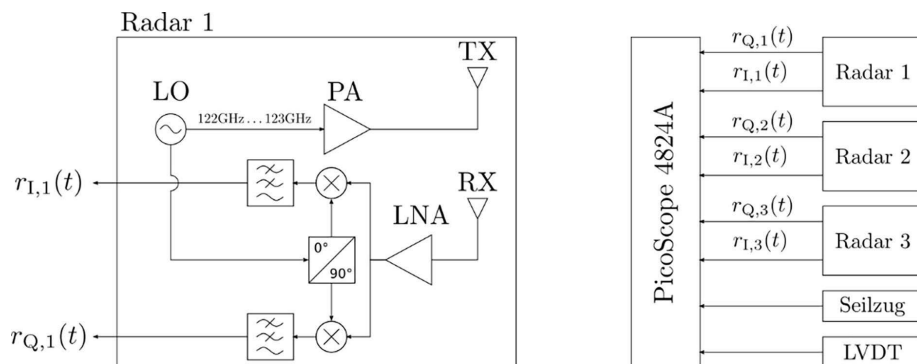 Radar 1
TX
LO
PA
122GHz...123GHz
r_I,1(t)
RX
LNA
0°
90°
r_Q,1(t)
PicoScope 4824A
r_Q,1(t)
r_I,1(t)
Radar 1
r_Q,2(t)
r_I,2(t)
Radar 2
r_Q,3(t)
r_I,3(t)
Radar 3
Seilzug
LVDT